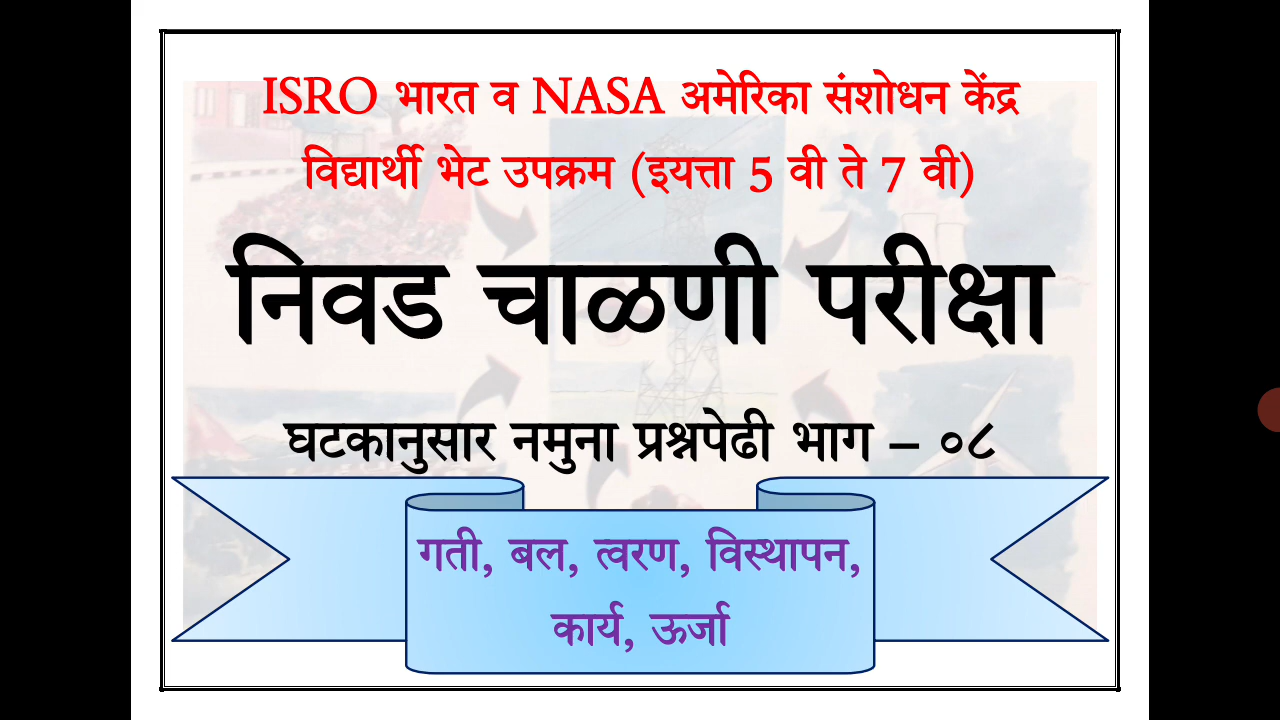 ISRO भारत व NASA अमेरिका संशोधन केंद्र
विद्यार्थी भेट उपक्रम (इयत्ता 5 वी ते 7 वी)
निवड चाळणी परीक्षा
घटकानुसार नमुना प्रश्नपेढी भाग – ०८
गती, बल, त्वरण, विस्थापन,
कार्य, ऊर्जा